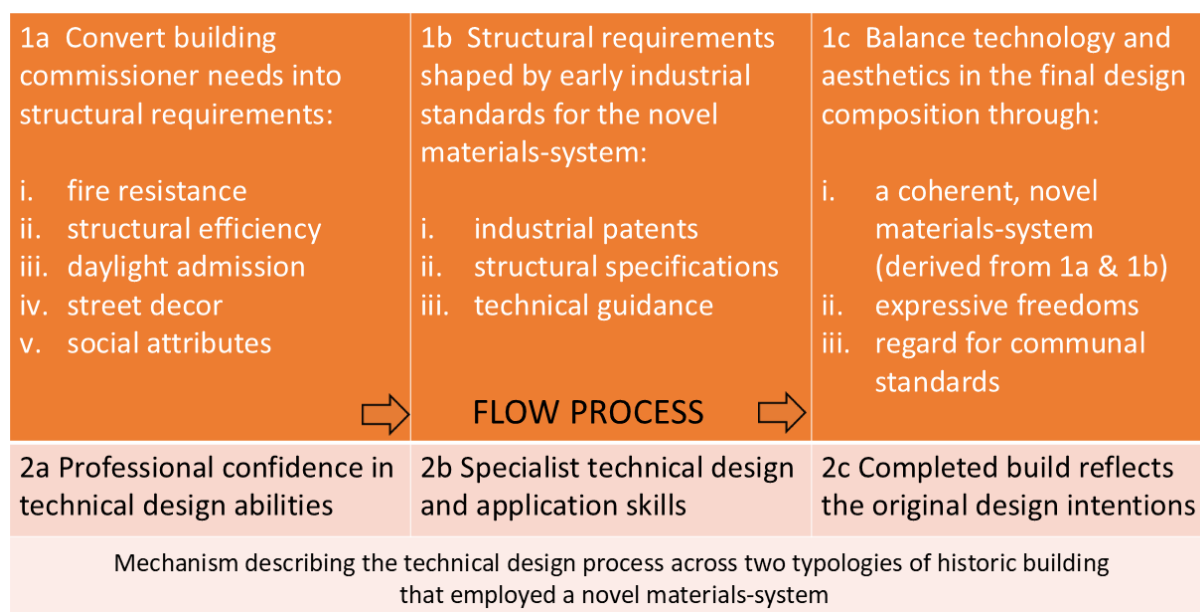 1a Convert building
commissioner needs into
structural requirements:
i. fire resistance
ii. structural efficiency
iii. daylight admission
iv. street decor
v. social attributes
1b Structural requirements
shaped by early industrial
standards for the novel
materials-system:
i. industrial patents
ii. structural specifications
iii. technical guidance
1c Balance technology and
aesthetics in the final design
composition through:
i. a coherent, novel
materials-system
(derived from 1a & 1b)
ii. expressive freedoms
iii. regard for communal
standards
FLOW PROCESS
2a Professional confidence in
technical design abilities
2b Specialist technical design
and application skills
2c Completed build reflects
the original design intentions
Mechanism describing the technical design process across two typologies of historic building
that employed a novel materials-system